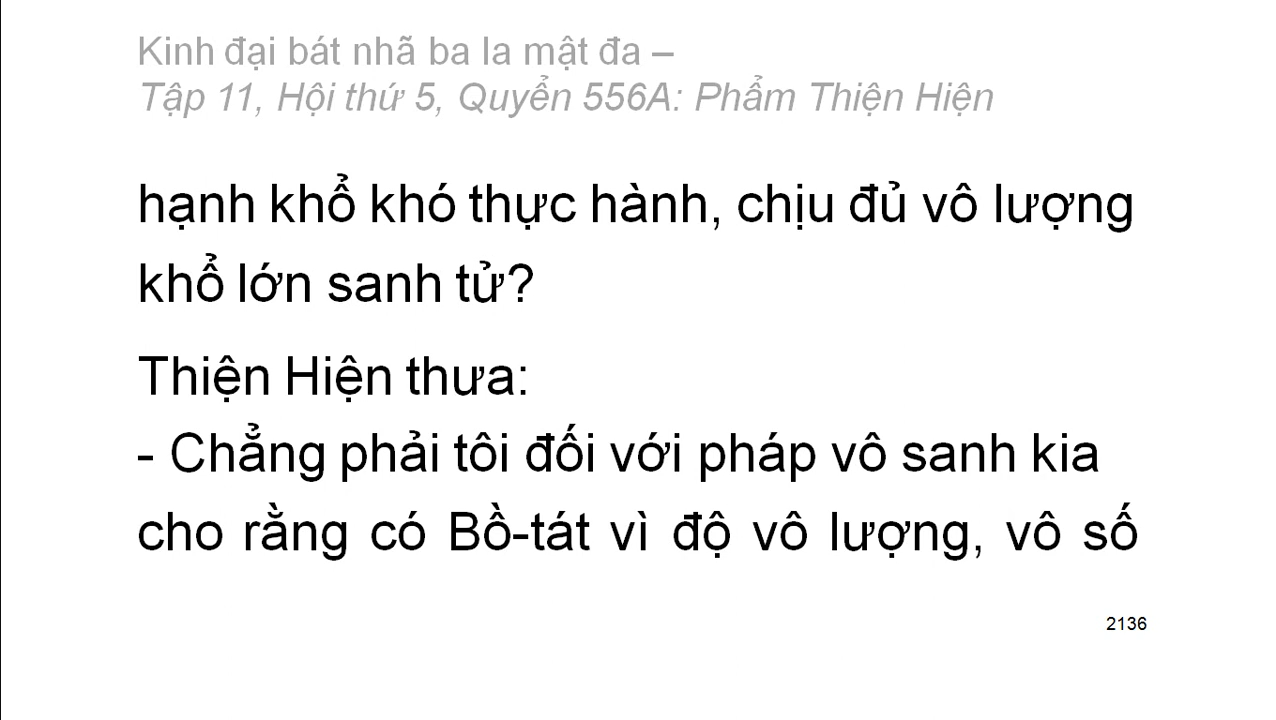 Kinh đại bát nhã ba la mật đa –
Tập 11, Hội thứ 5, Quyển 556A: Phẩm Thiện Hiện
hạnh khổ khó thực hành, chịu đủ vô lượng
khổ lớn sanh tử?
Thiện Hiện thưa:
- Chẳng phải tôi đối với pháp vô sanh kia
cho rằng có Bồ-tát vì độ vô lượng, vô số
2136